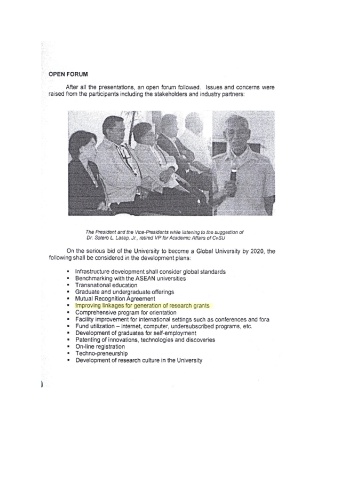 OPEN FORUM
After all the presentations, an open forum followed. Issues and concerns were
raised from the participants including the stakeholders and industry partners:
The President and the Vice-Presidents while listening to the suggestion of
Dr. Sotero L. Lasap, Jr., retired VP for Academic Affairs of CvSU
On the serious bid of the University to become a Global University by 2020, the
following shall be considered in the development plans:
• Infrastructure development shall consider global standards
• Benchmarking with the ASEAN universities
• Transnational education
• Graduate and undergraduate offerings
• Mutual Recognition Agreement
• Improving linkages for generation of research grants
• Comprehensive program for orientation
• Facility improvement for international settings such as conferences and fora
• Fund utilization – internet, computer, undersubscribed programs, etc.
• Development of graduates for self-employment
• Patenting of innovations, technologies and discoveries
• On-line registration
• Techno-preneurship
• Development of research culture in the University